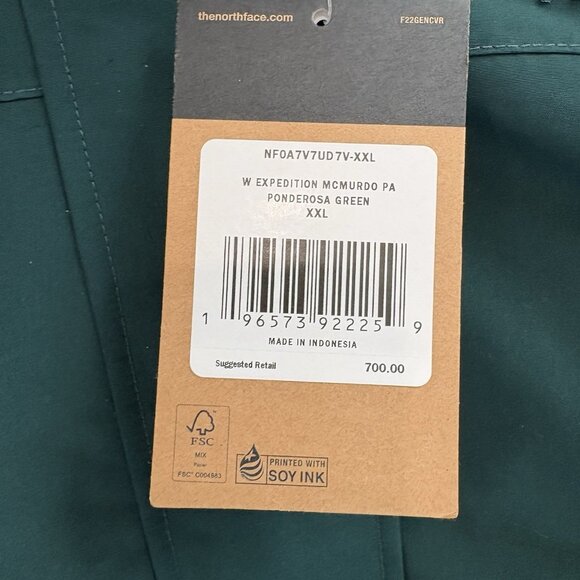 thenorthface.com F22GENCVR
NF0A7V7UD7V-XXL
W EXPEDITION MCMURDO PA
PONDEROSA GREEN
XXL
1 96573 92225 9
MADE IN INDONESIA
Suggested Retail 700.00
FSC
MIX
Paper
FSC® C004983
PRINTED WITH
SOY INK